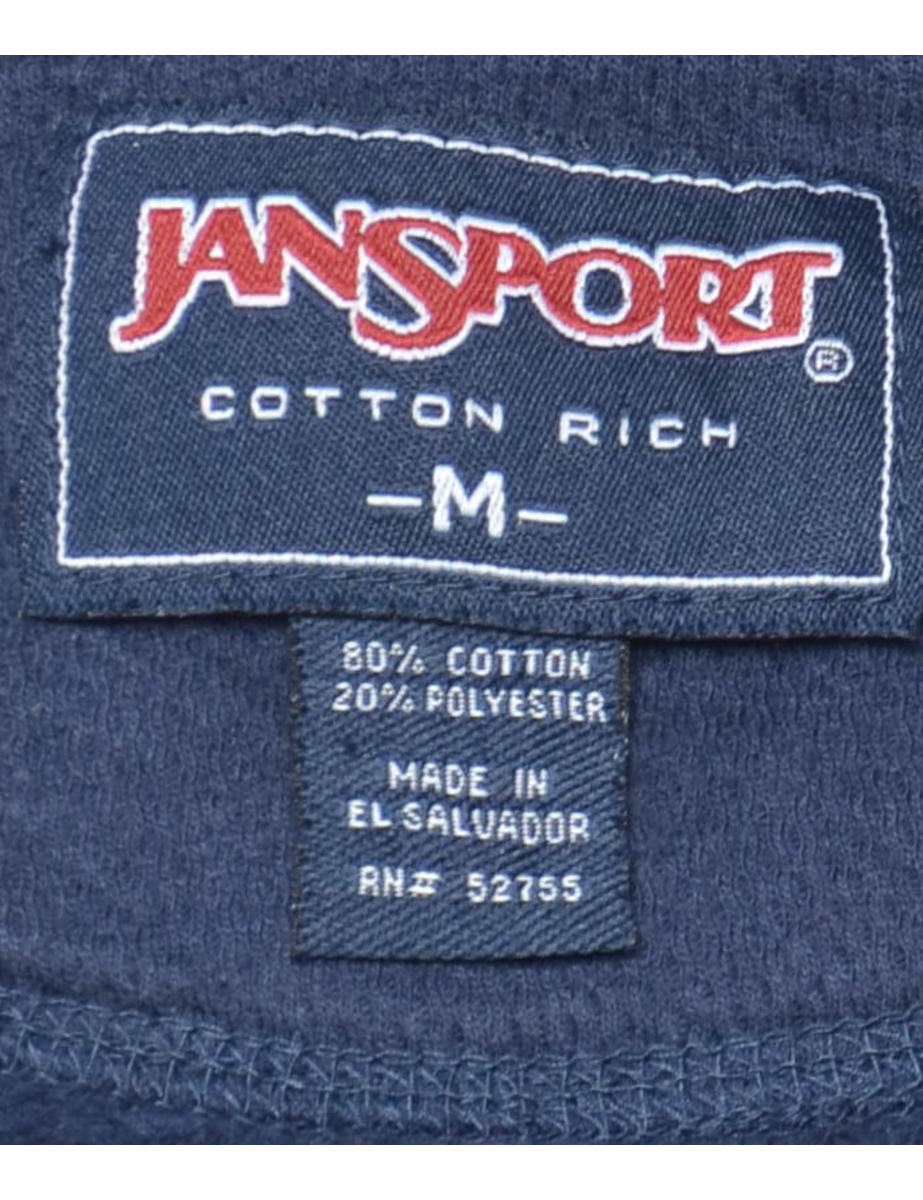 JANSPORT®
COTTON RICH
-M-
80% COTTON
20% POLYESTER
MADE IN
EL SALVADOR
RN# 52755